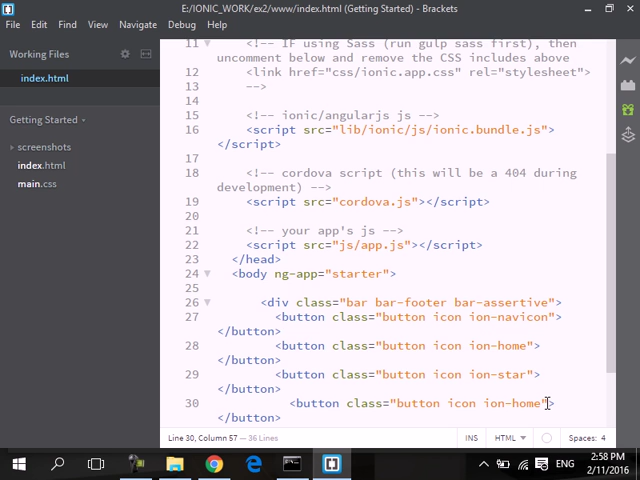 E:/IONIC_WORK/ex2/www/index.html (Getting Started) - Brackets
File Edit Find View Navigate Debug Help
Working Files
index.html
Getting Started
screenshots
index.html
main.css
11 <!-- IF using Sass (run gulp sass first), then
uncomment below and remove the CSS includes above
12 <link href="css/ionic.app.css" rel="stylesheet">
13 -->
14
15 <!-- ionic/angularjs js -->
16 <script src="lib/ionic/js/ionic.bundle.js">
</script>
17
18 <!-- cordova script (this will be a 404 during
development) -->
19 <script src="cordova.js"></script>
20
21 <!-- your app's js -->
22 <script src="js/app.js"></script>
23 </head>
24 <body ng-app="starter">
25
26 <div class="bar bar-footer bar-assertive">
27 <button class="button icon ion-navicon">
</button>
28 <button class="button icon ion-home">
</button>
29 <button class="button icon ion-star">
</button>
30 <button class="button icon ion-home">
</button>
Line 30, Column 57 — 36 Lines
INS HTML Spaces: 4
ENG 2:58 PM
2/11/2016